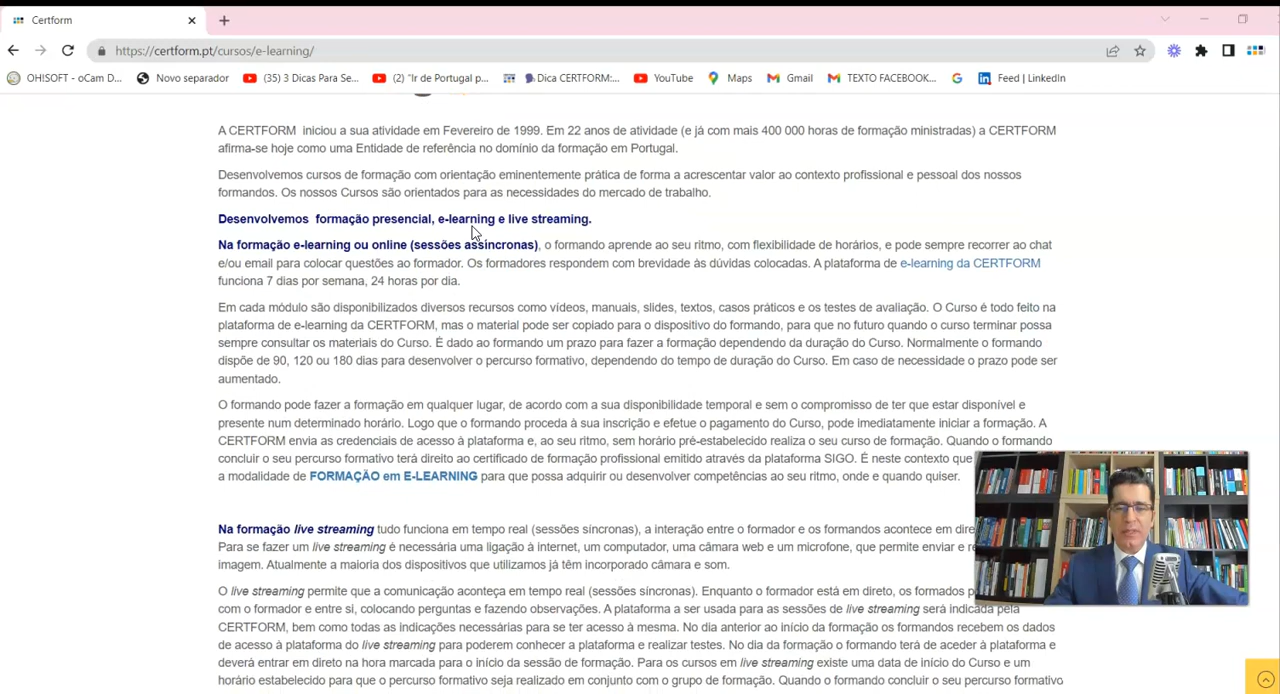 Certform
https://certform.pt/cursos/e-learning/
OH!SOFT - oCam D... Novo separador (35) 3 Dicas Para Se... (2) “Ir de Portugal p... Dica CERTFORM:... YouTube Maps Gmail TEXTO FACEBOOK... Feed | LinkedIn
A CERTFORM iniciou a sua atividade em Fevereiro de 1999. Em 22 anos de atividade (e já com mais 400 000 horas de formação ministradas) a CERTFORM
afirma-se hoje como uma Entidade de referência no domínio da formação em Portugal.
Desenvolvemos cursos de formação com orientação eminentemente prática de forma a acrescentar valor ao contexto profissional e pessoal dos nossos
formandos. Os nossos Cursos são orientados para as necessidades do mercado de trabalho.
Desenvolvemos formação presencial, e-learning e live streaming.
Na formação e-learning ou online (sessões assíncronas), o formando aprende ao seu ritmo, com flexibilidade de horários, e pode sempre recorrer ao chat
e/ou email para colocar questões ao formador. Os formadores respondem com brevidade às dúvidas colocadas. A plataforma de e-learning da CERTFORM
funciona 7 dias por semana, 24 horas por dia.
Em cada módulo são disponibilizados diversos recursos como vídeos, manuais, slides, textos, casos práticos e os testes de avaliação. O Curso é todo feito na
plataforma de e-learning da CERTFORM, mas o material pode ser copiado para o dispositivo do formando, para que no futuro quando o curso terminar possa
sempre consultar os materiais do Curso. É dado ao formando um prazo para fazer a formação dependendo da duração do Curso. Normalmente o formando
dispõe de 90, 120 ou 180 dias para desenvolver o percurso formativo, dependendo do tempo de duração do Curso. Em caso de necessidade o prazo pode ser
aumentado.
O formando pode fazer a formação em qualquer lugar, de acordo com a sua disponibilidade temporal e sem o compromisso de ter que estar disponível e
presente num determinado horário. Logo que o formando proceda à sua inscrição e efetue o pagamento do Curso, pode imediatamente iniciar a formação. A
CERTFORM envia as credenciais de acesso à plataforma e, ao seu ritmo, sem horário pré-estabelecido realiza o seu curso de formação. Quando o formando
concluir o seu percurso formativo terá direito ao certificado de formação profissional emitido através da plataforma SIGO. É neste contexto que
a modalidade de FORMAÇÃO em E-LEARNING para que possa adquirir ou desenvolver competências ao seu ritmo, onde e quando quiser.
Na formação live streaming tudo funciona em tempo real (sessões síncronas), a interação entre o formador e os formandos acontece em
Para se fazer um live streaming é necessária uma ligação à internet, um computador, uma câmara web e um microfone, que permite enviar e
imagem. Atualmente a maioria dos dispositivos que utilizamos já têm incorporado câmara e som.
O live streaming permite que a comunicação aconteça em tempo real (sessões síncronas). Enquanto o formador está em direto, os formandos
com o formador e entre si, colocando perguntas e fazendo observações. A plataforma a ser usada para as sessões de live streaming será indicada pela
CERTFORM, bem como todas as indicações necessárias para se ter acesso à mesma. No dia anterior ao início da formação os formandos recebem os dados
de acesso à plataforma do live streaming para poderem conhecer a plataforma e realizar testes. No dia da formação o formando terá de aceder à plataforma e
deverá entrar em direto na hora marcada para o início da sessão de formação. Para os cursos em live streaming existe uma data de início do Curso e um
horário estabelecido para que o percurso formativo seja realizado em conjunto com o grupo de formação. Quando o formando concluir o seu percurso formativo